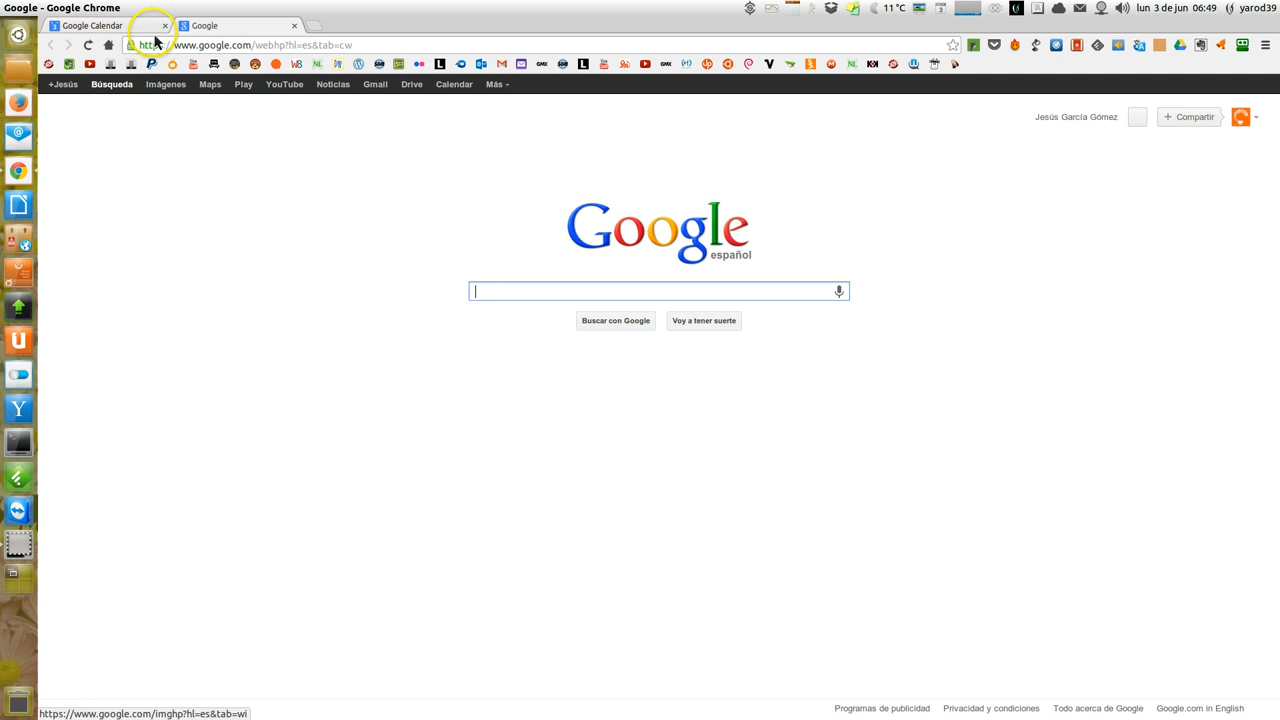 Google - Google Chrome
11 °C
lun 3 de jun 06:49
yarod39
Google Calendar
Google
https://www.google.com/webhp?hl=es&tab=cw
+Jesús Búsqueda Imágenes Maps Play YouTube Noticias Gmail Drive Calendar Más
Jesús García Gómez
+ Compartir
Google
español
Buscar con Google
Voy a tener suerte
https://www.google.com/imghp?hl=es&tab=wi
Programas de publicidad Privacidad y condiciones Todo acerca de Google Google.com in English